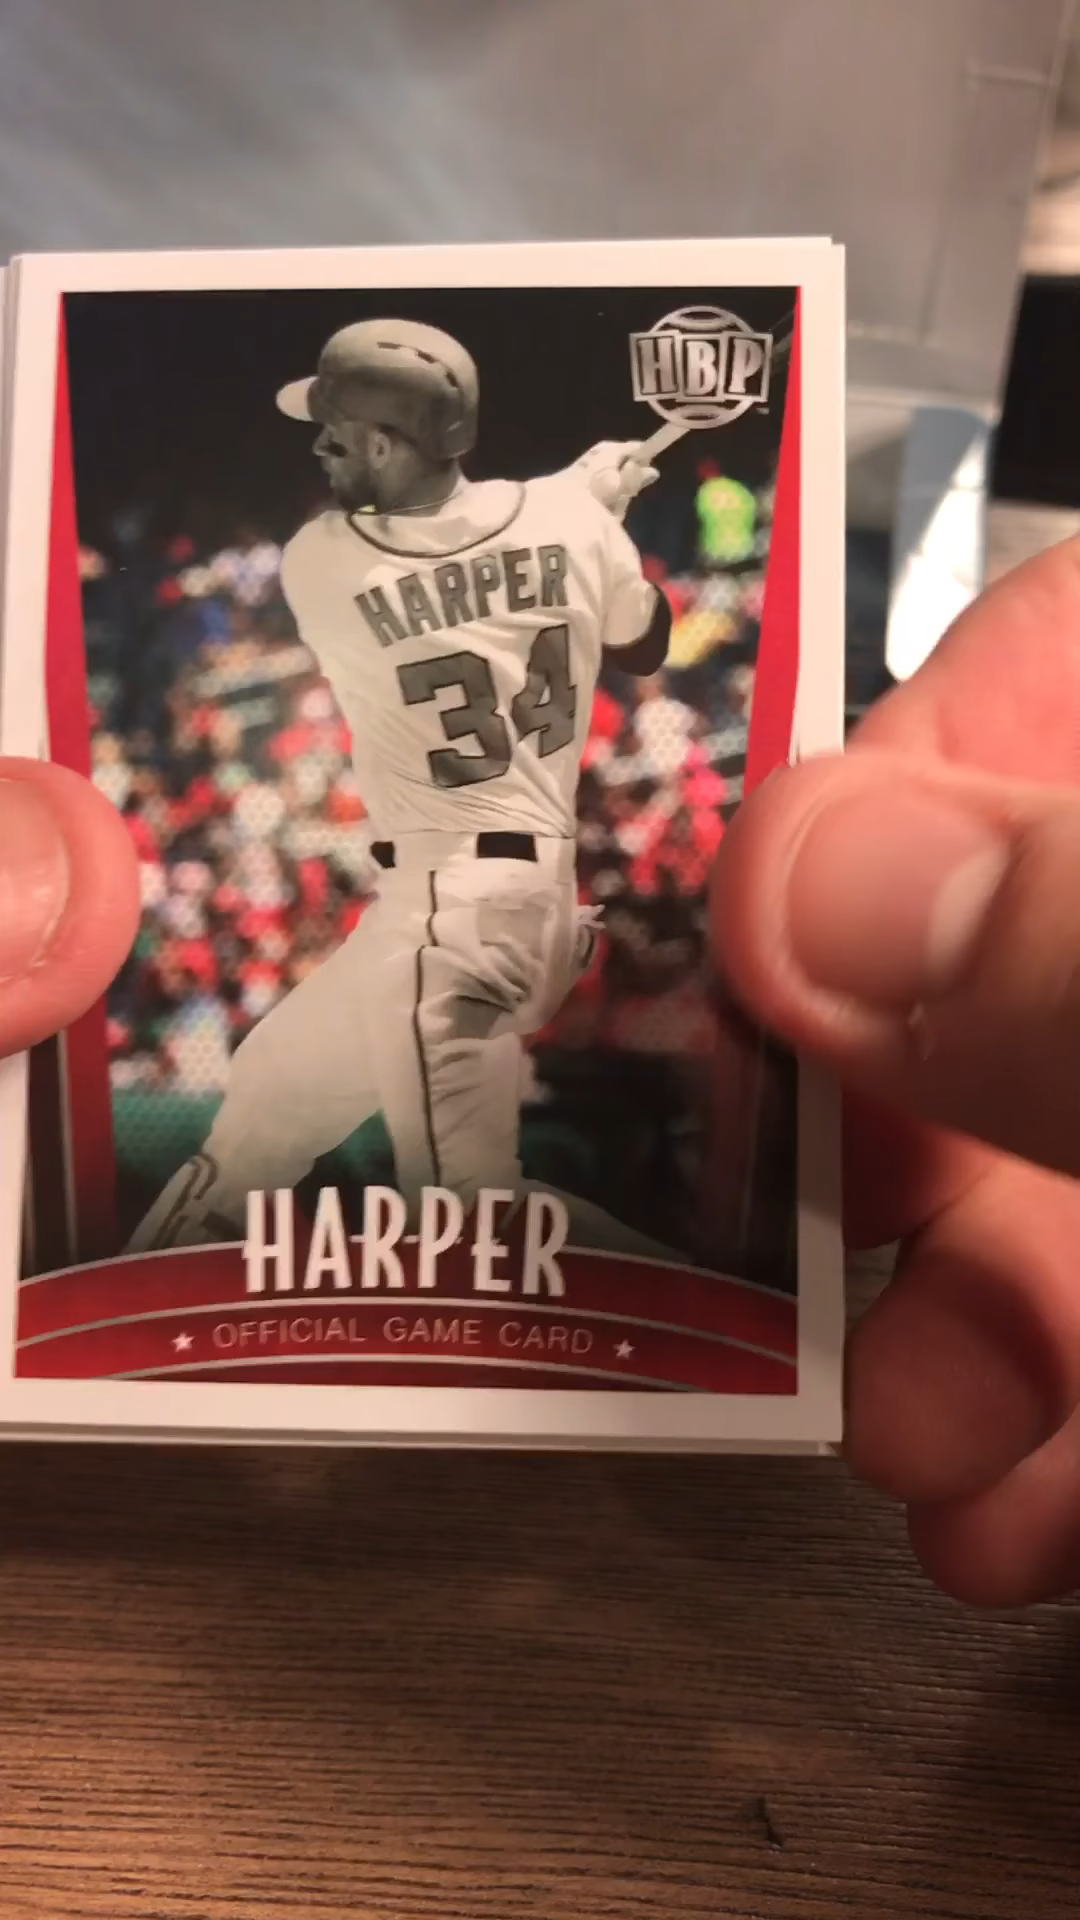 HBP
HARPER
34
HARPER
★ OFFICIAL GAME CARD ★